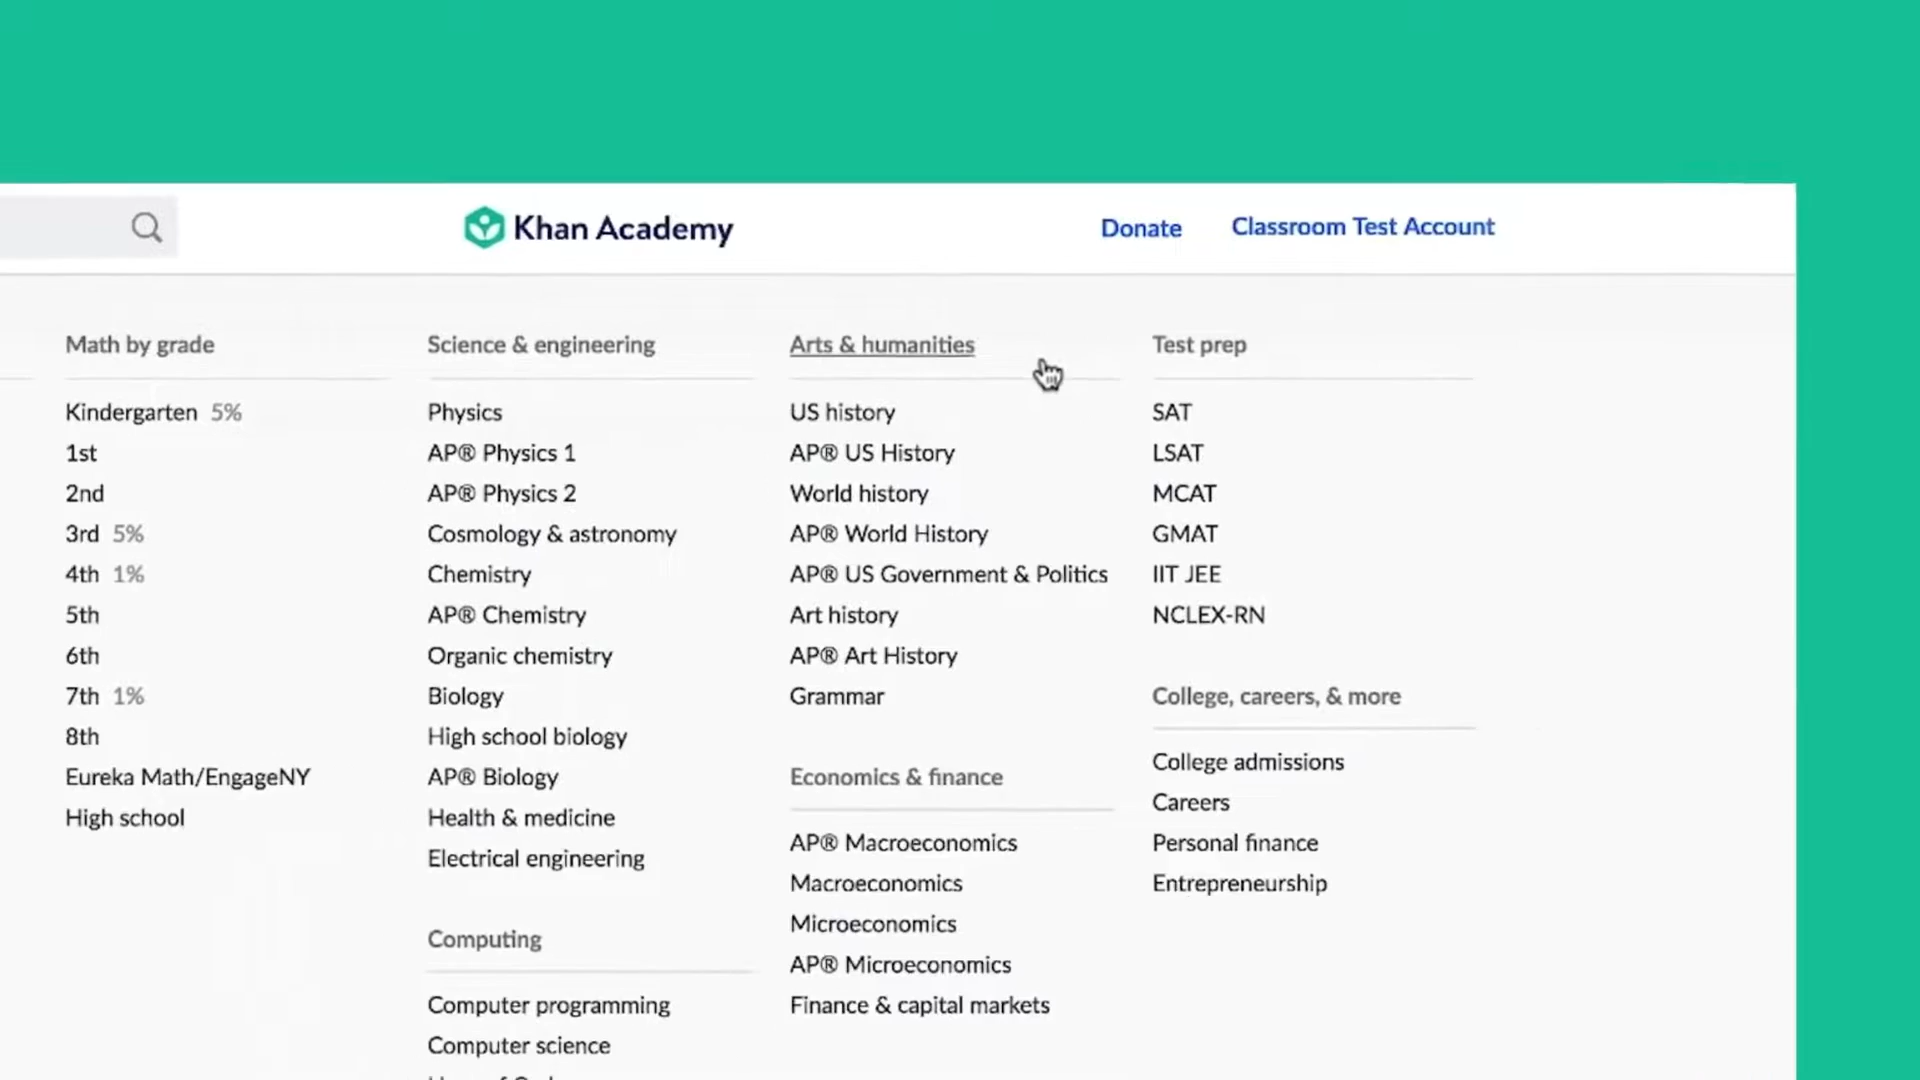 Khan Academy
Donate
Classroom Test Account
Math by grade
Kindergarten 5%
1st
2nd
3rd 5%
4th 1%
5th
6th
7th 1%
8th
Eureka Math/EngageNY
High school
Science & engineering
Physics
AP® Physics 1
AP® Physics 2
Cosmology & astronomy
Chemistry
AP® Chemistry
Organic chemistry
Biology
High school biology
AP® Biology
Health & medicine
Electrical engineering
Computing
Computer programming
Computer science
Arts & humanities
US history
AP® US History
World history
AP® World History
AP® US Government & Politics
Art history
AP® Art History
Grammar
Economics & finance
AP® Macroeconomics
Macroeconomics
Microeconomics
AP® Microeconomics
Finance & capital markets
Test prep
SAT
LSAT
MCAT
GMAT
IIT JEE
NCLEX-RN
College, careers, & more
College admissions
Careers
Personal finance
Entrepreneurship